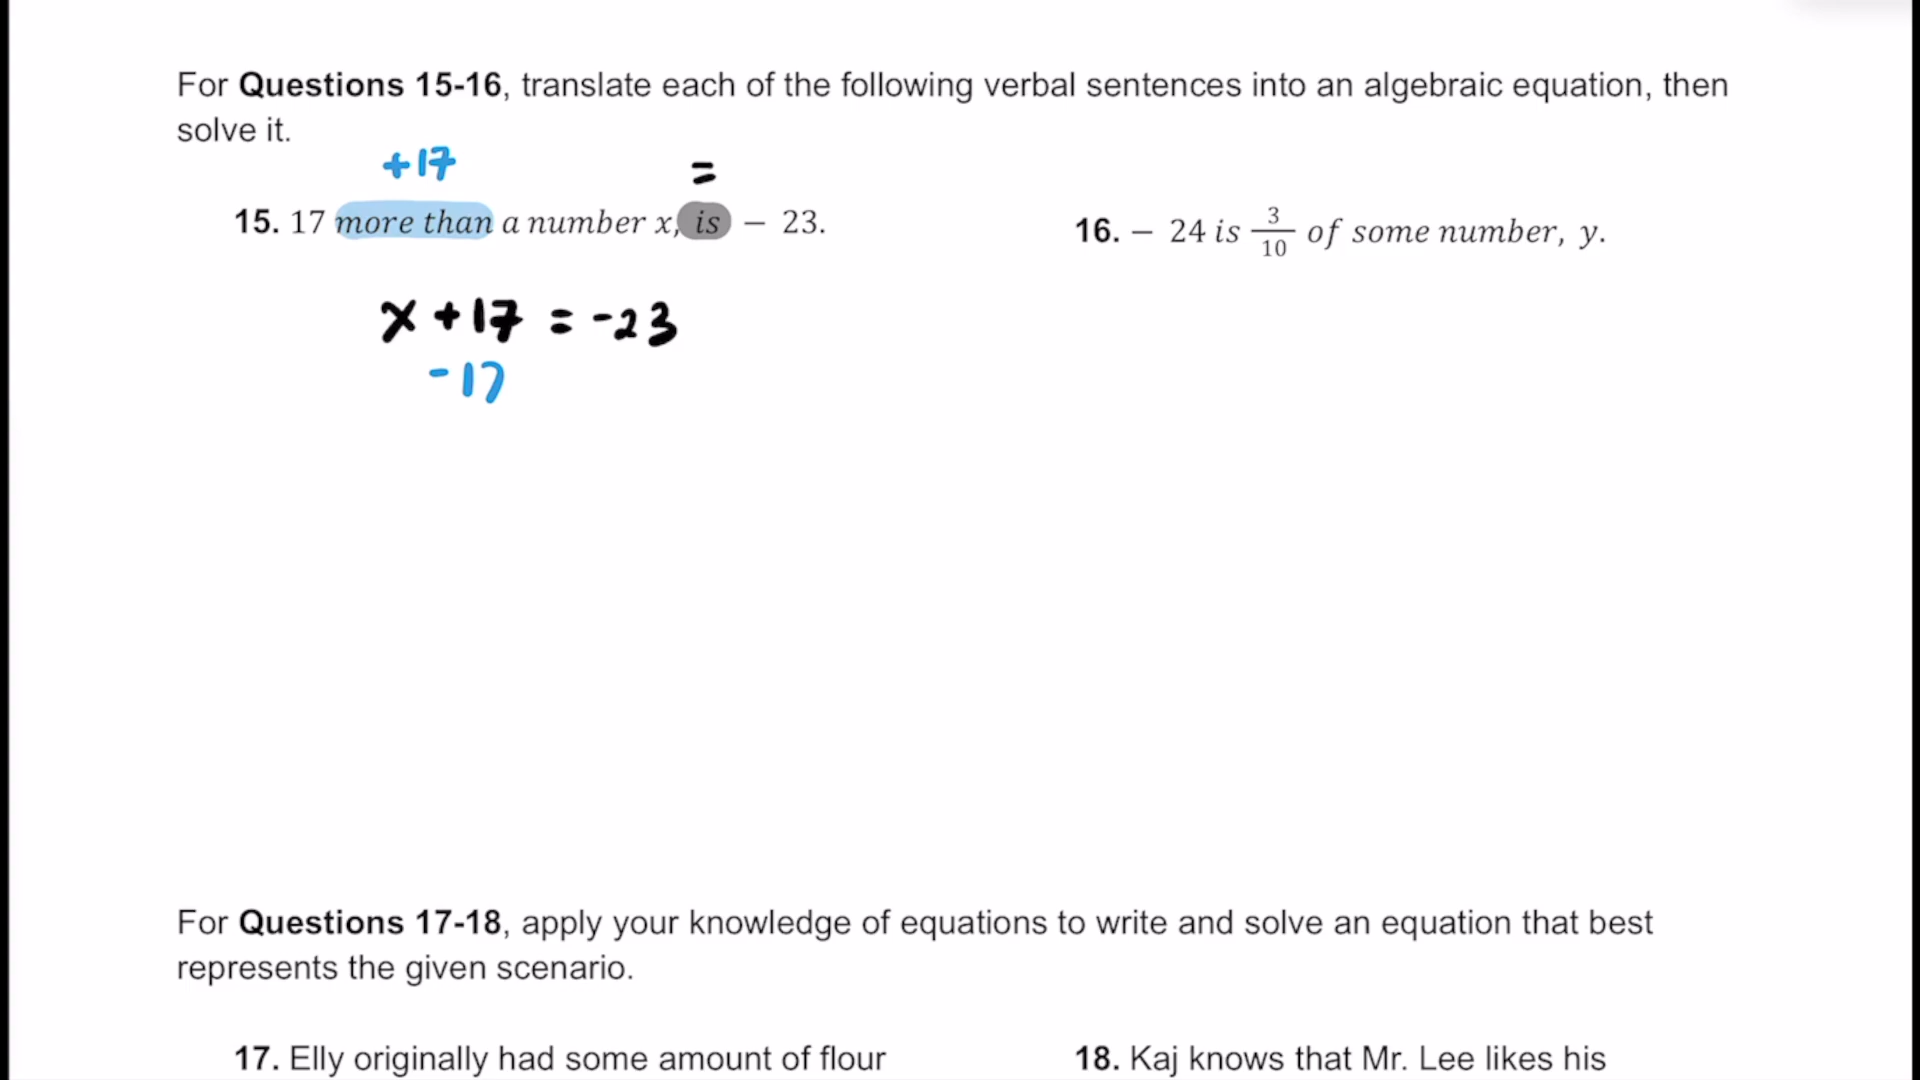 For Questions 15-16, translate each of the following verbal sentences into an algebraic equation, then
solve it.
+17 =
15. 17 more than a number x, is − 23.
x + 17 = -23
-17
16. − 24 is 3/10 of some number, y.
For Questions 17-18, apply your knowledge of equations to write and solve an equation that best
represents the given scenario.
17. Elly originally had some amount of flour
18. Kaj knows that Mr. Lee likes his